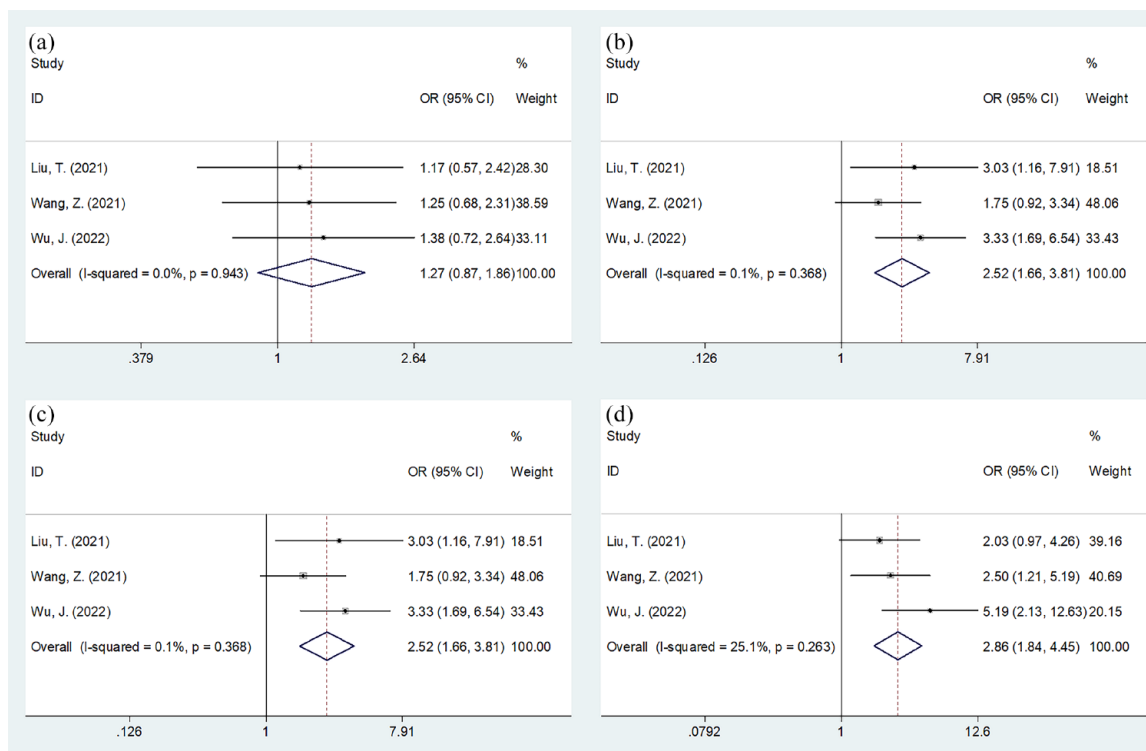 (a)
Study %
ID OR (95% CI) Weight
Liu, T. (2021) 1.17 (0.57, 2.42) 28.30
Wang, Z. (2021) 1.25 (0.68, 2.31) 38.59
Wu, J. (2022) 1.38 (0.72, 2.64) 33.11
Overall (I-squared = 0.0%, p = 0.943) 1.27 (0.87, 1.86) 100.00
.379 1 2.64
(b)
Study %
ID OR (95% CI) Weight
Liu, T. (2021) 3.03 (1.16, 7.91) 18.51
Wang, Z. (2021) 1.75 (0.92, 3.34) 48.06
Wu, J. (2022) 3.33 (1.69, 6.54) 33.43
Overall (I-squared = 0.1%, p = 0.368) 2.52 (1.66, 3.81) 100.00
.126 1 7.91
(c)
Study %
ID OR (95% CI) Weight
Liu, T. (2021) 3.03 (1.16, 7.91) 18.51
Wang, Z. (2021) 1.75 (0.92, 3.34) 48.06
Wu, J. (2022) 3.33 (1.69, 6.54) 33.43
Overall (I-squared = 0.1%, p = 0.368) 2.52 (1.66, 3.81) 100.00
.126 1 7.91
(d)
Study %
ID OR (95% CI) Weight
Liu, T. (2021) 2.03 (0.97, 4.26) 39.16
Wang, Z. (2021) 2.50 (1.21, 5.19) 40.69
Wu, J. (2022) 5.19 (2.13, 12.63) 20.15
Overall (I-squared = 25.1%, p = 0.263) 2.86 (1.84, 4.45) 100.00
.0792 1 12.6